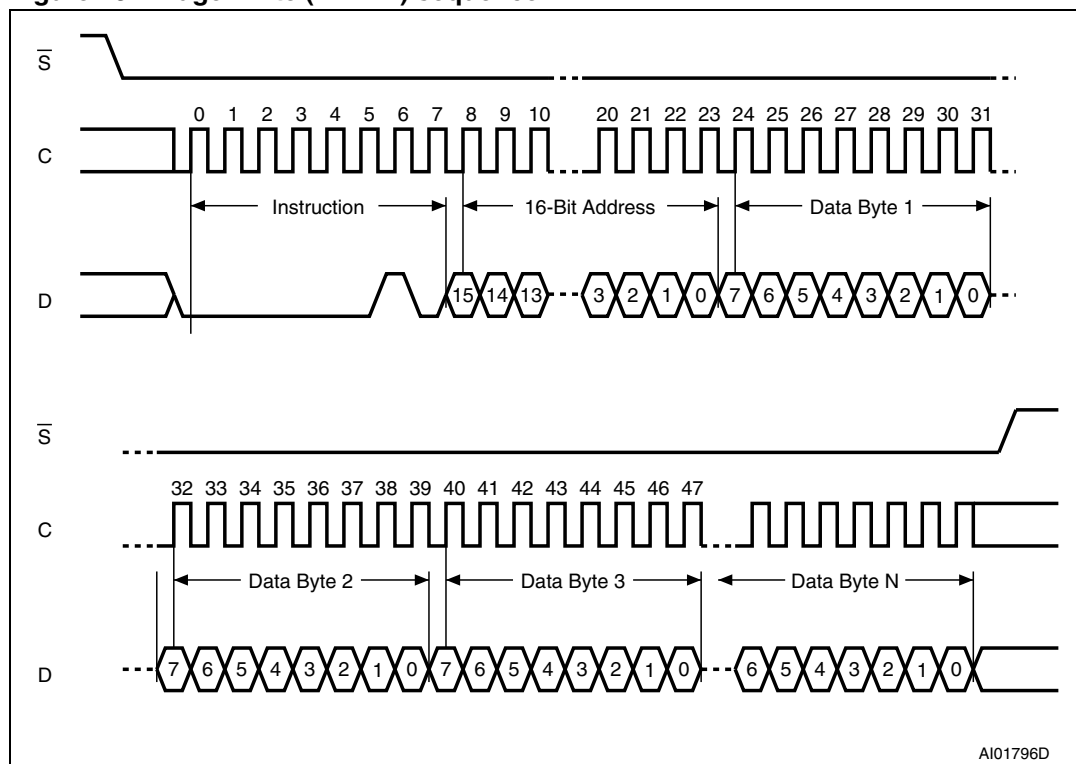 S
0 1 2 3 4 5 6 7 8 9 10 20 21 22 23 24 25 26 27 28 29 30 31
C
Instruction 16-Bit Address Data Byte 1
D
15 14 13 3 2 1 0 7 6 5 4 3 2 1 0
S
32 33 34 35 36 37 38 39 40 41 42 43 44 45 46 47
C
Data Byte 2 Data Byte 3 Data Byte N
D
7 6 5 4 3 2 1 0 7 6 5 4 3 2 1 0 6 5 4 3 2 1 0
AI01796D